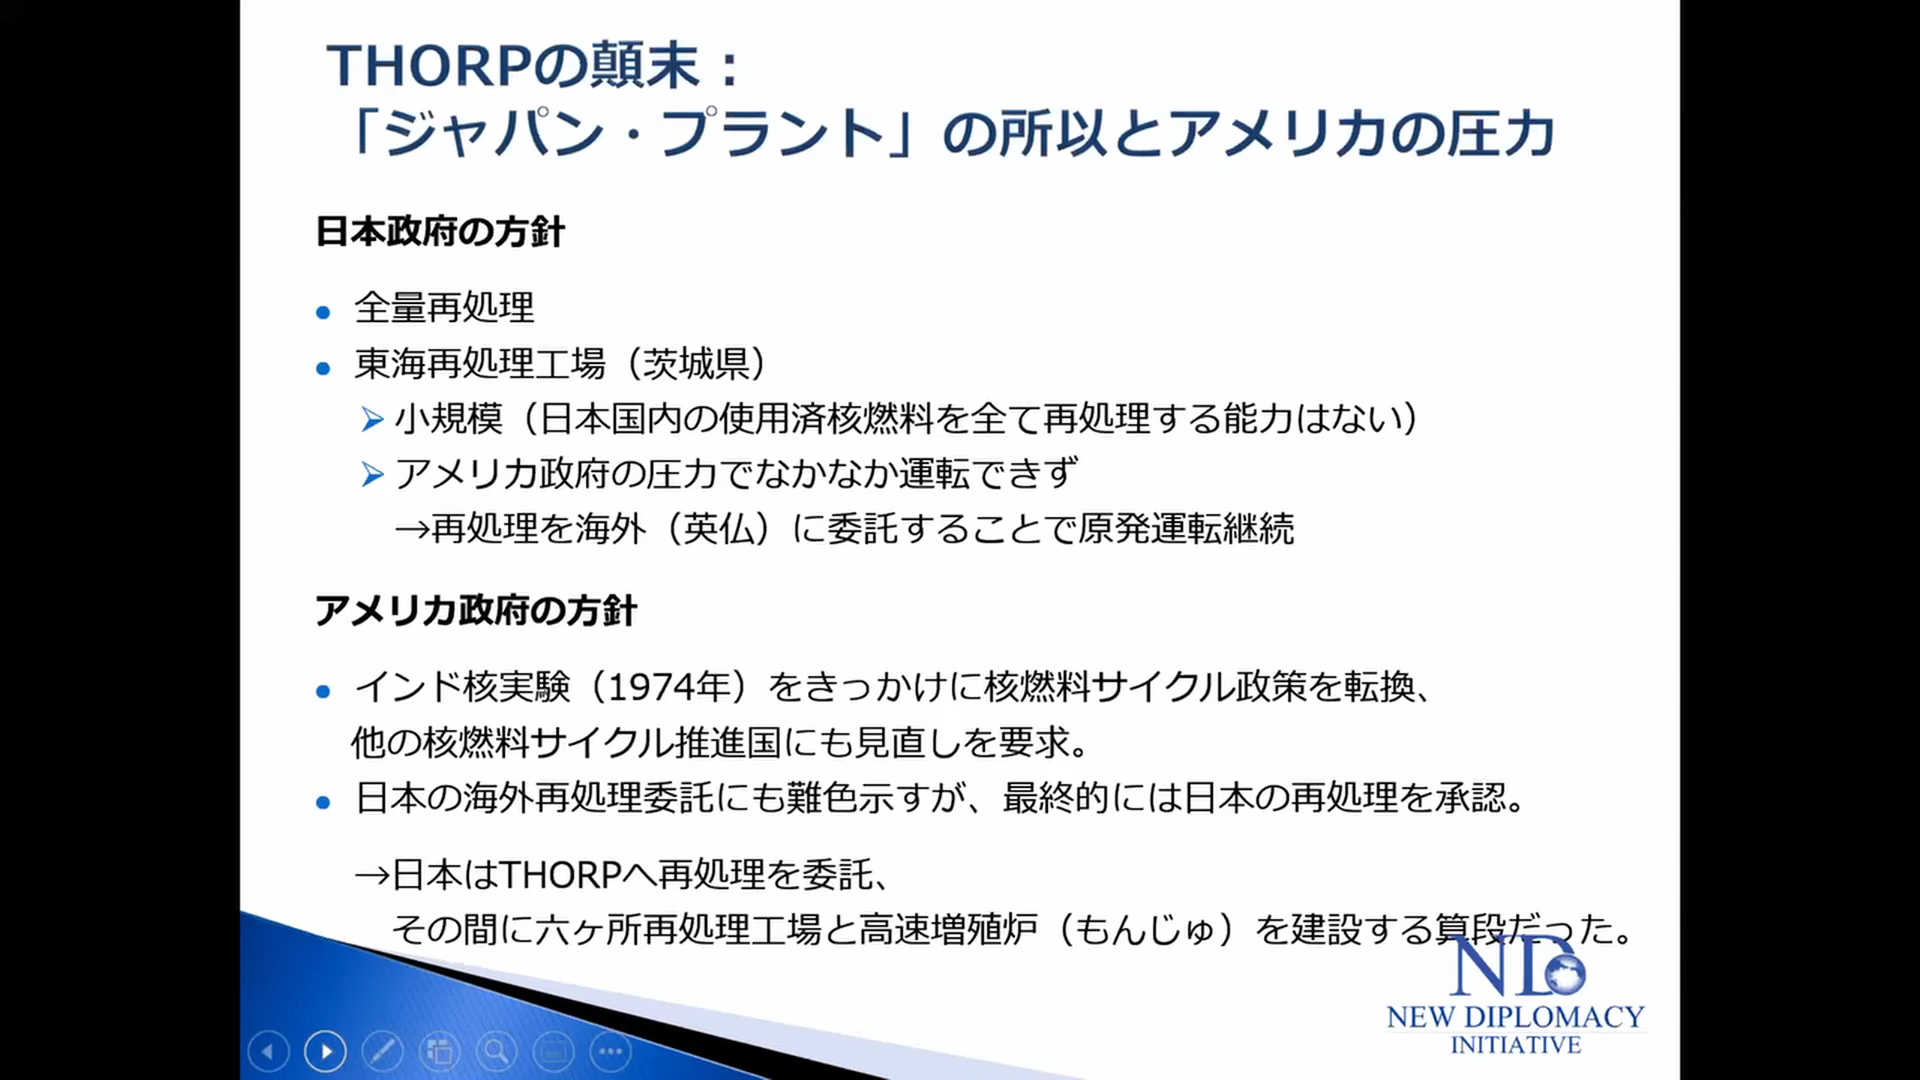 THORPの顛末：
「ジャパン・プラント」の所以とアメリカの圧力
日本政府の方針
● 全量再処理
● 東海再処理工場（茨城県）
➢ 小規模（日本国内の使用済核燃料を全て再処理する能力はない）
➢ アメリカ政府の圧力でなかなか運転できず
→再処理を海外（英仏）に委託することで原発運転継続
アメリカ政府の方針
● インド核実験（1974年）をきっかけに核燃料サイクル政策を転換、
他の核燃料サイクル推進国にも見直しを要求。
● 日本の海外再処理委託にも難色示すが、最終的には日本の再処理を承認。
→日本はTHORPへ再処理を委託、
その間に六ヶ所再処理工場と高速増殖炉（もんじゅ）を建設する算段だった。
ND
NEW DIPLOMACY
INITIATIVE